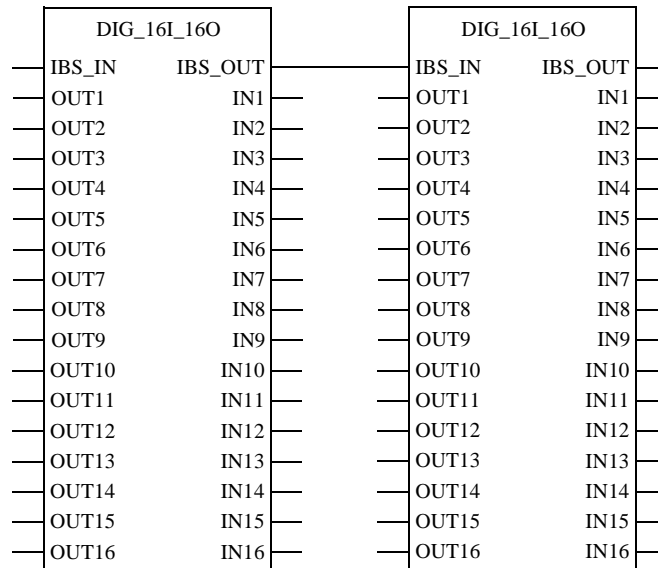 DIG_16I_16O DIG_16I_16O
IBS_IN IBS_OUT IBS_IN IBS_OUT
OUT1 IN1 OUT1 IN1
OUT2 IN2 OUT2 IN2
OUT3 IN3 OUT3 IN3
OUT4 IN4 OUT4 IN4
OUT5 IN5 OUT5 IN5
OUT6 IN6 OUT6 IN6
OUT7 IN7 OUT7 IN7
OUT8 IN8 OUT8 IN8
OUT9 IN9 OUT9 IN9
OUT10 IN10 OUT10 IN10
OUT11 IN11 OUT11 IN11
OUT12 IN12 OUT12 IN12
OUT13 IN13 OUT13 IN13
OUT14 IN14 OUT14 IN14
OUT15 IN15 OUT15 IN15
OUT16 IN16 OUT16 IN16